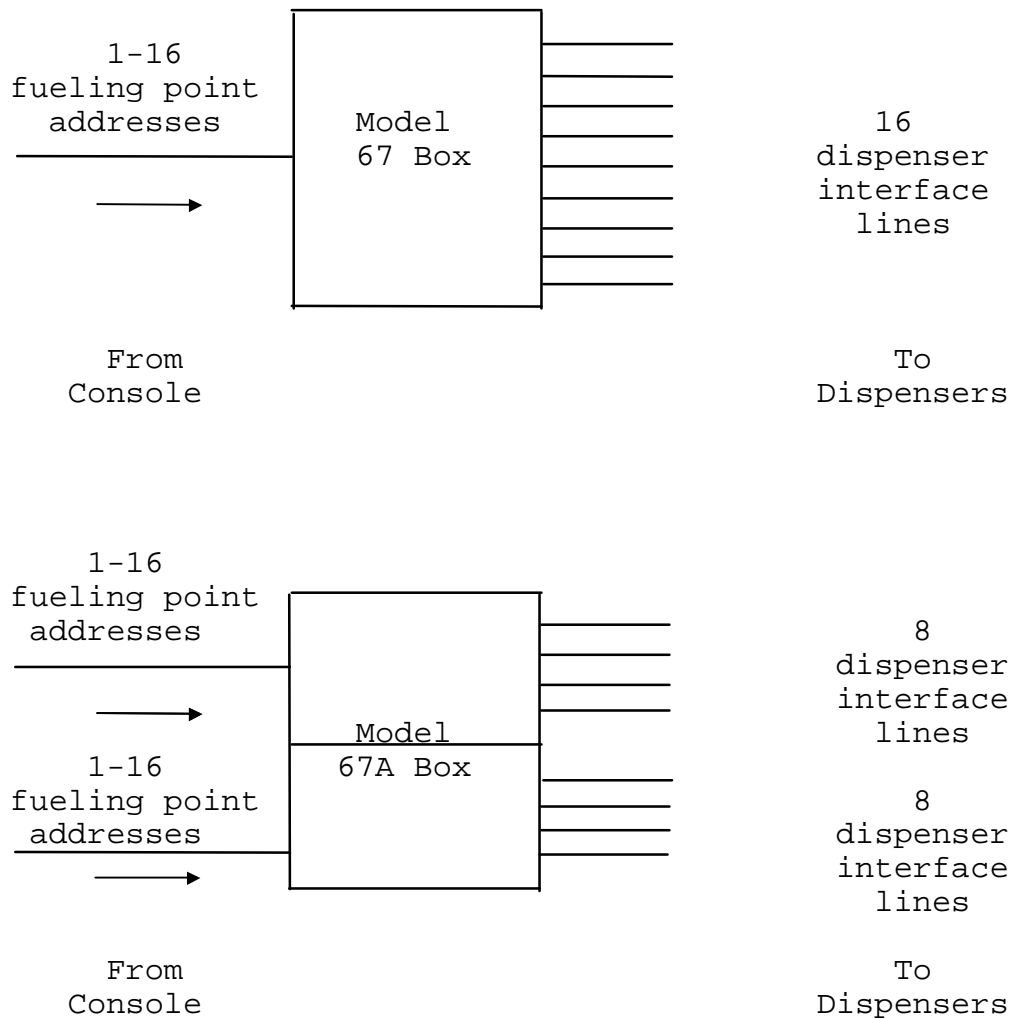 1-16
fueling point
addresses
Model
67 Box
16
dispenser
interface
lines
From
Console
To
Dispensers
1-16
fueling point
addresses
8
dispenser
interface
lines
Model
67A Box
1-16
fueling point
addresses
8
dispenser
interface
lines
From
Console
To
Dispensers